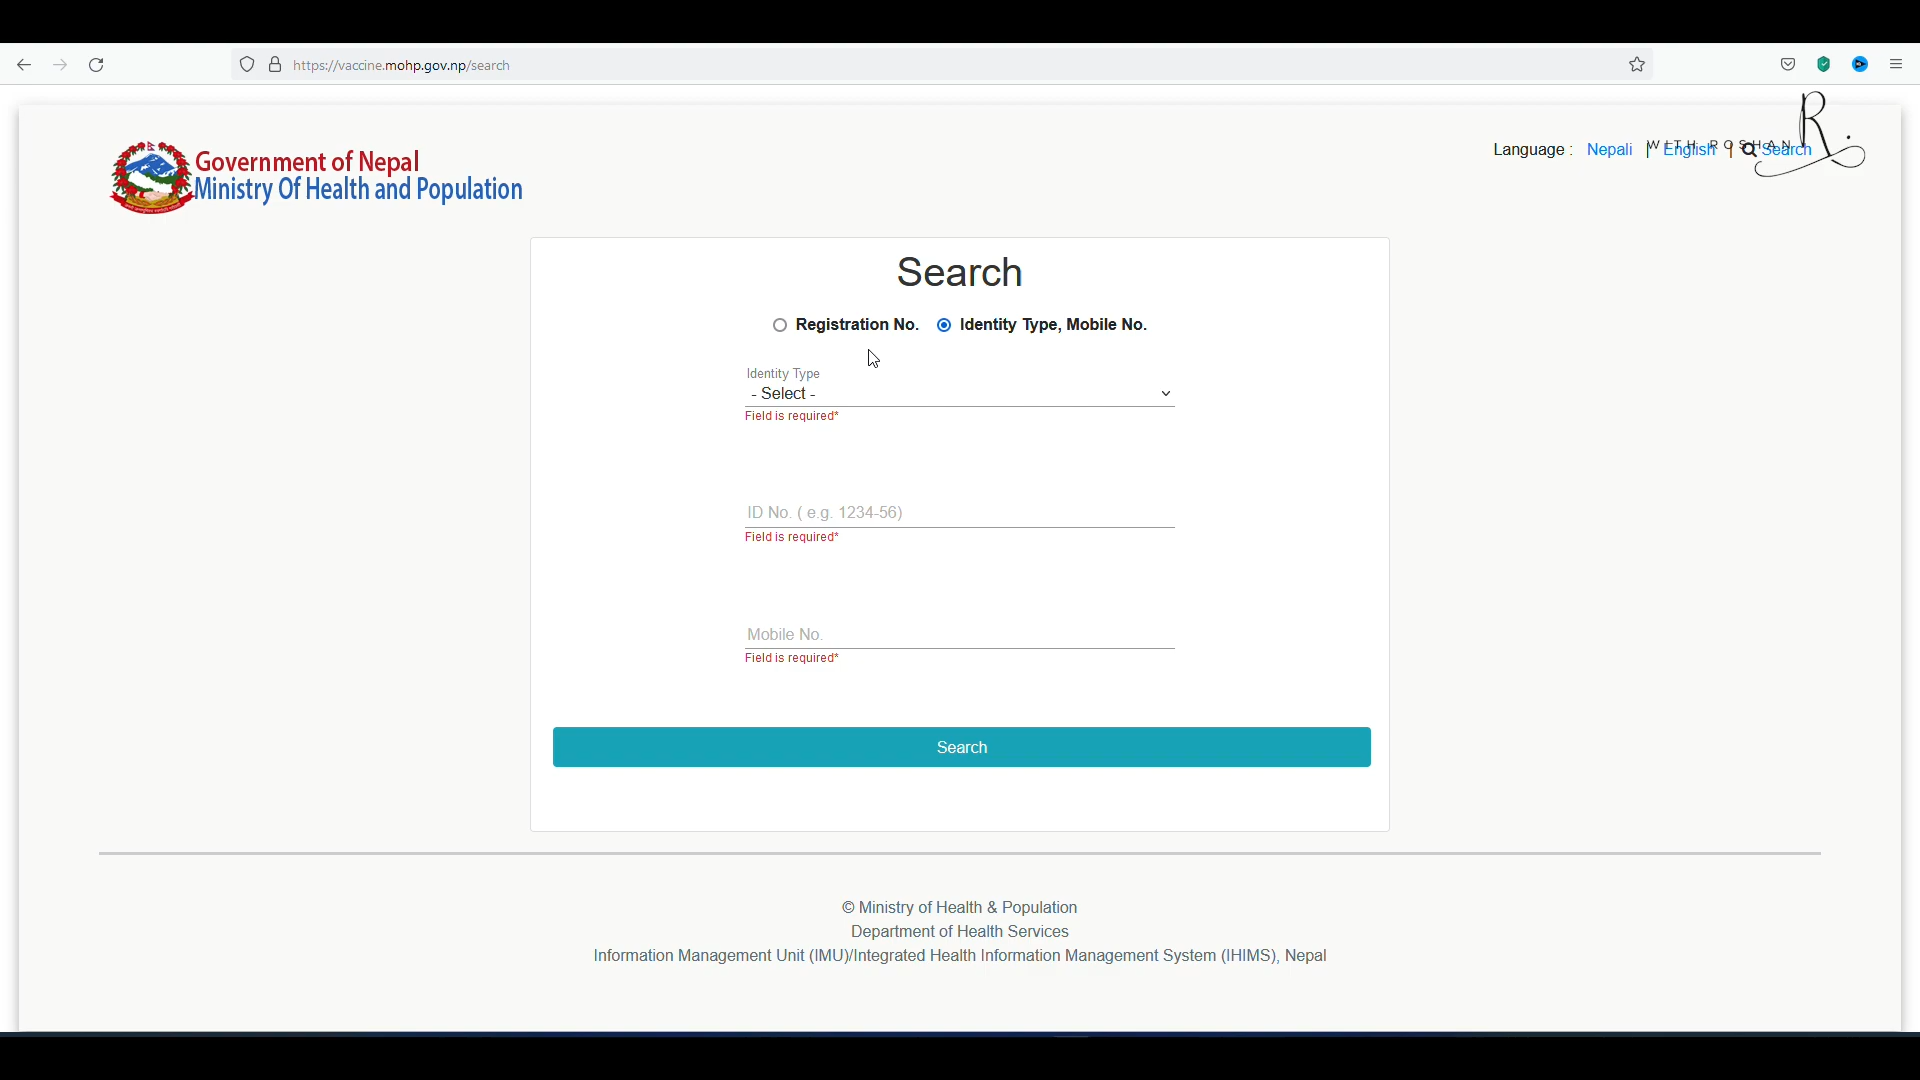 https://vaccine.mohp.gov.np/search
Government of Nepal
Ministry Of Health and Population
Language : Nepali | English | Search
WITH ROSHAN R.
Search
Registration No. Identity Type, Mobile No.
Identity Type
- Select -
Field is required*
ID No. ( e.g. 1234-56)
Field is required*
Mobile No.
Field is required*
Search
© Ministry of Health & Population
Department of Health Services
Information Management Unit (IMU)/Integrated Health Information Management System (IHIMS), Nepal